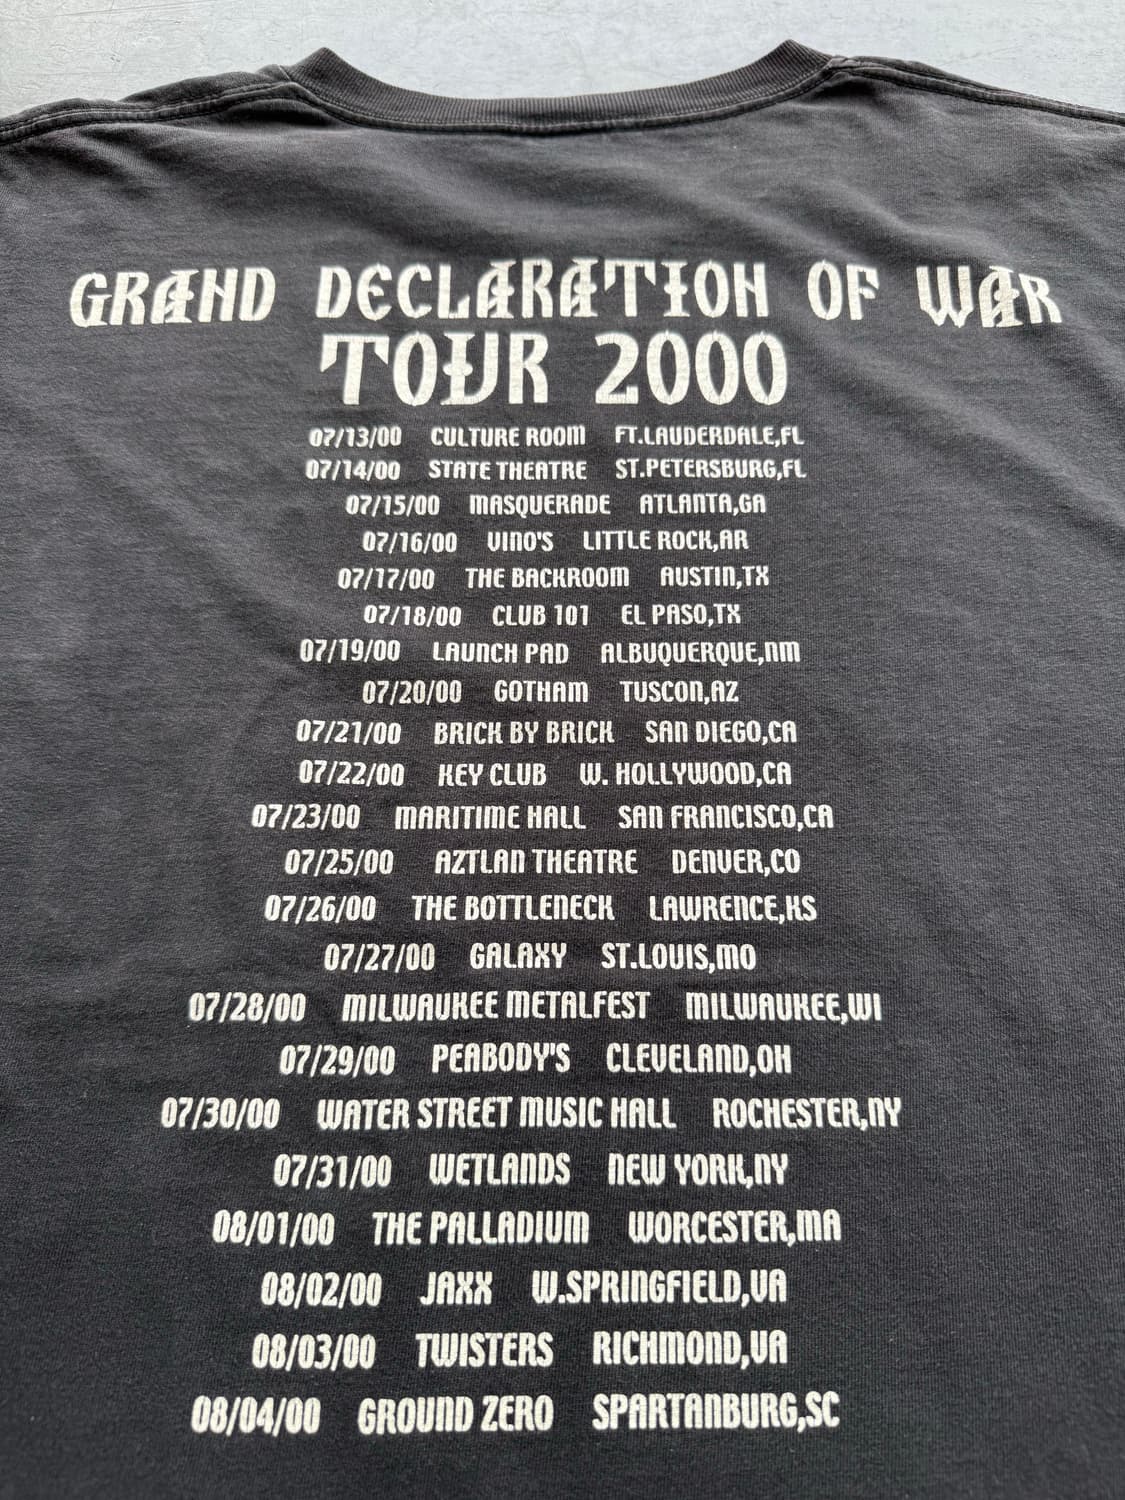 GRAND DECLARATION OF WAR
TOUR 2000
07/13/00 CULTURE ROOM FT.LAUDERDALE,FL
07/14/00 STATE THEATRE ST.PETERSBURG,FL
07/15/00 MASQUERADE ATLANTA,GA
07/16/00 VINO'S LITTLE ROCK,AR
07/17/00 THE BACKROOM AUSTIN,TX
07/18/00 CLUB 101 EL PASO,TX
07/19/00 LAUNCH PAD ALBUQUERQUE,NM
07/20/00 GOTHAM TUSCON,AZ
07/21/00 BRICK BY BRICK SAN DIEGO,CA
07/22/00 KEY CLUB W. HOLLYWOOD,CA
07/23/00 MARITIME HALL SAN FRANCISCO,CA
07/25/00 AZTLAN THEATRE DENVER,CO
07/26/00 THE BOTTLENECK LAWRENCE,KS
07/27/00 GALAXY ST.LOUIS,MO
07/28/00 MILWAUKEE METALFEST MILWAUKEE,WI
07/29/00 PEABODY'S CLEVELAND,OH
07/30/00 WATER STREET MUSIC HALL ROCHESTER,NY
07/31/00 WETLANDS NEW YORK,NY
08/01/00 THE PALLADIUM WORCESTER,MA
08/02/00 JAXX W.SPRINGFIELD,VA
08/03/00 TWISTERS RICHMOND,VA
08/04/00 GROUND ZERO SPARTANBURG,SC